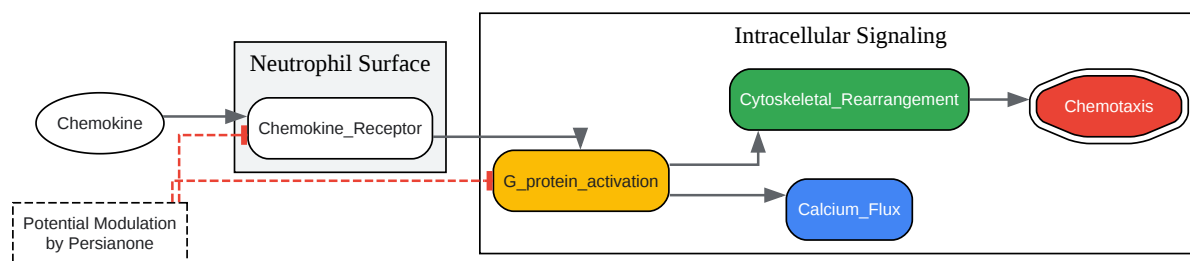 Neutrophil Surface
Intracellular Signaling
Chemokine
Chemokine_Receptor
Cytoskeletal_Rearrangement
Chemotaxis
G_protein_activation
Calcium_Flux
Potential Modulation
by Persianone